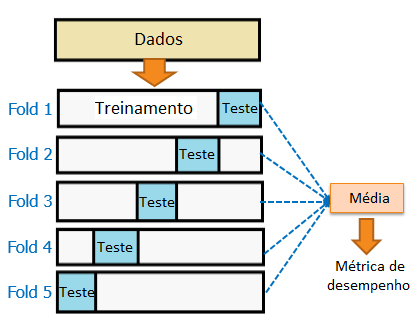 Dados
Fold 1
Treinamento
Teste
Fold 2
Teste
Fold 3
Teste
Média
Fold 4
Teste
Métrica de
desempenho
Fold 5
Teste